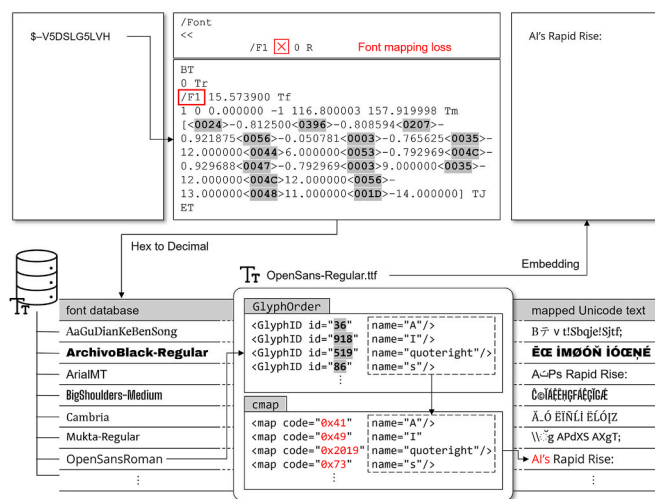 $–V5DSLG5LVH
/Font
<<
/F1 0 R
Font mapping loss
BT
0 Tr
/F1 15.573900 Tf
1 0 0.000000 -1 116.800003 157.919998 Tm
[<0024>-0.812500<0396>-0.808594<0207>-
0.921875<0056>-0.050781<0003>-0.765625<0035>-
12.000000<0044>6.000000<0053>-0.792969<004C>-
0.929688<0047>-0.792969<0003>9.000000<0035>-
12.000000<004C>12.000000<0056>-
13.000000<0048>11.000000<001D>-14.000000] TJ
ET
AI's Rapid Rise:
Hex to Decimal
Embedding
OpenSans-Regular.ttf
font database
AaGuDianKeBenSong
ArchivoBlack-Regular
ArialMT
BigShoulders-Medium
Cambria
Mukta-Regular
OpenSansRoman
⋮
GlyphOrder
<GlyphID id="36" name="A"/>
<GlyphID id="918" name="I"/>
<GlyphID id="519" name="quoteright"/>
<GlyphID id="86" name="s"/>
⋮
cmap
<map code="0x41" name="A"/>
<map code="0x49" name="I"
<map code="0x2019" name="quoteright"/>
<map code="0x73" name="s"/>
⋮
mapped Unicode text
Bテ v t!Sbqje!Sjtf;
Rapid Rise:
APdXS AXgT;
AI's Rapid Rise:
⋮